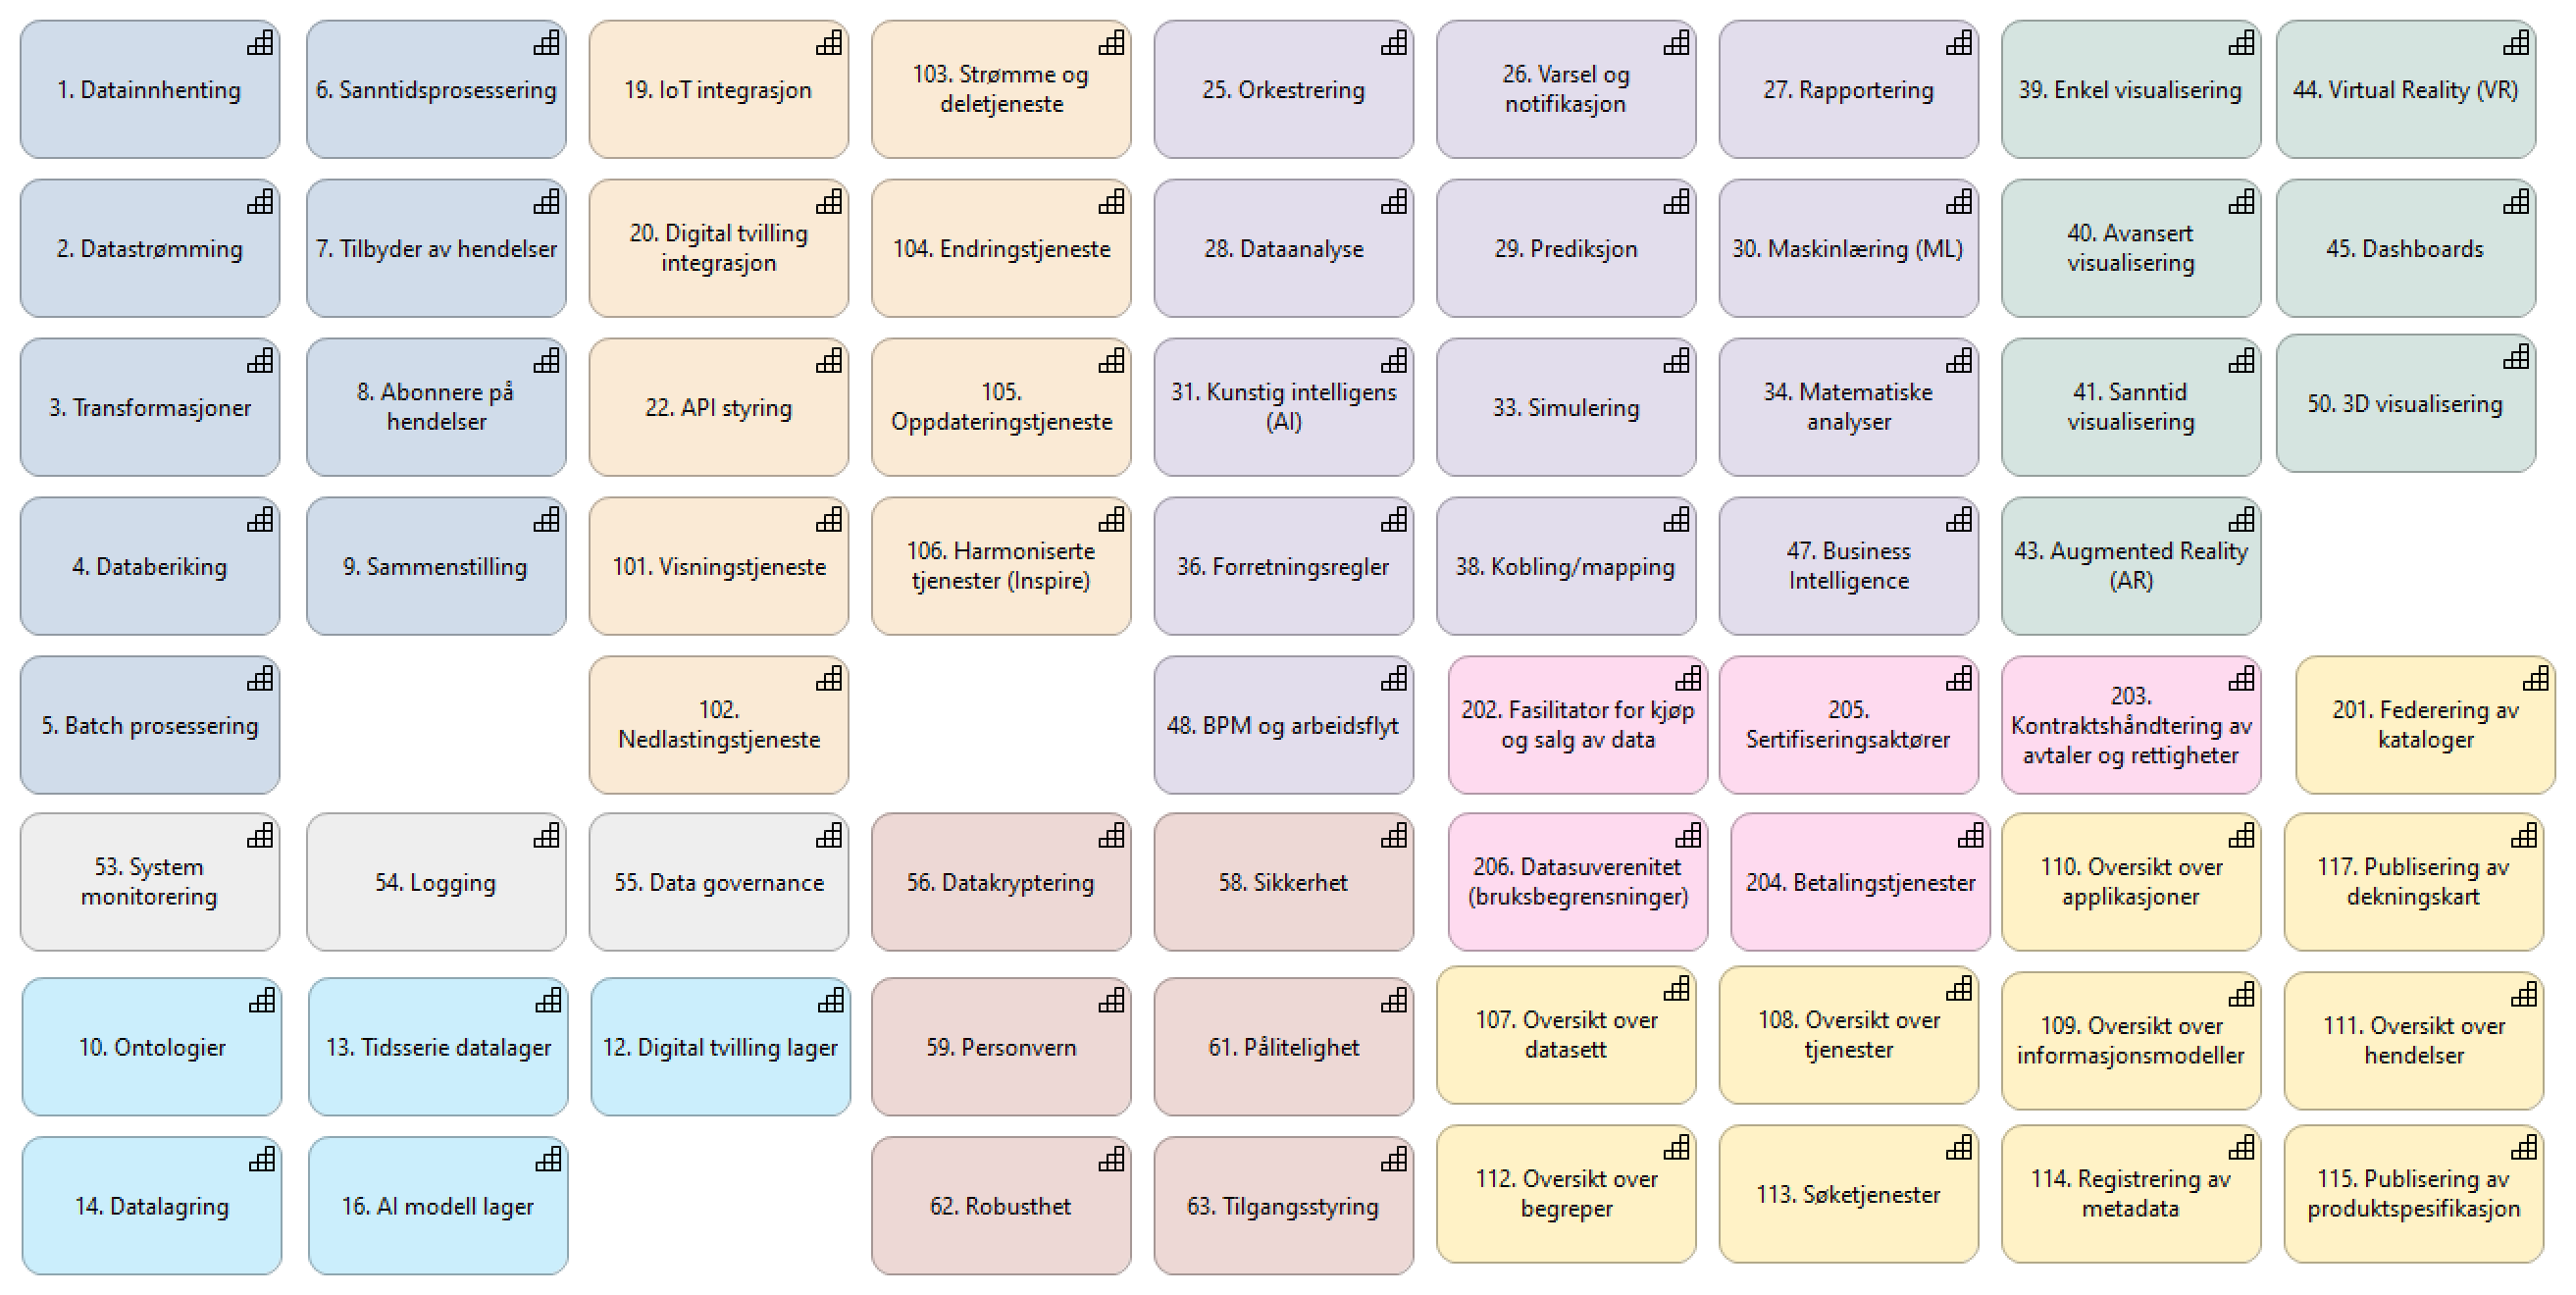 1. Datainnhenting
6. Sanntidsprosessering
19. IoT integrasjon
103. Strømme og
deletjeneste
25. Orkestrering
26. Varsel og
notifikasjon
27. Rapportering
39. Enkel visualisering
44. Virtual Reality (VR)
2. Datastrømming
7. Tilbyder av hendelser
20. Digital tvilling
integrasjon
104. Endringstjeneste
28. Dataanalyse
29. Prediksjon
30. Maskinlæring (ML)
40. Avansert
visualisering
45. Dashboards
3. Transformasjoner
8. Abonnere på
hendelser
22. API styring
105.
Oppdateringstjeneste
31. Kunstig intelligens
(AI)
33. Simulering
34. Matematiske
analyser
41. Sanntid
visualisering
50. 3D visualisering
4. Databeriking
9. Sammenstilling
101. Visningstjeneste
106. Harmoniserte
tjenester (Inspire)
36. Forretningsregler
38. Kobling/mapping
47. Business
Intelligence
43. Augmented Reality
(AR)
5. Batch prosessering
102.
Nedlastingstjeneste
48. BPM og arbeidsflyt
202. Fasilitator for kjøp
og salg av data
205.
Sertifiseringsaktører
203.
Kontraktshåndtering av
avtaler og rettigheter
201. Federering av
kataloger
53. System
monitorering
54. Logging
55. Data governance
56. Datakryptering
58. Sikkerhet
206. Datasuverenitet
(bruksbegrensninger)
204. Betalingstjenester
110. Oversikt over
applikasjoner
117. Publisering av
dekningskart
10. Ontologier
13. Tidsserie datalager
12. Digital tvilling lager
59. Personvern
61. Pålitelighet
107. Oversikt over
datasett
108. Oversikt over
tjenester
109. Oversikt over
informasjonsmodeller
111. Oversikt over
hendelser
14. Datalagring
16. AI modell lager
62. Robusthet
63. Tilgangsstyring
112. Oversikt over
begreper
113. Søketjenester
114. Registrering av
metadata
115. Publisering av
produktspesifikasjon